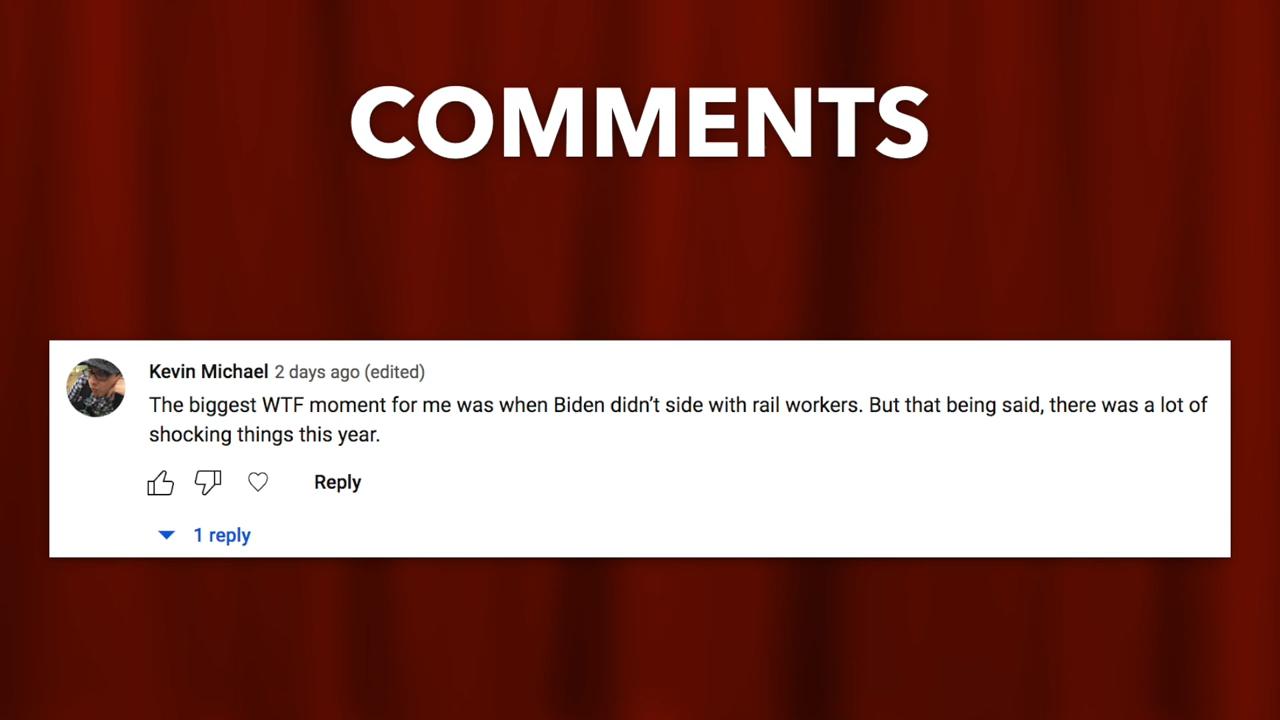 COMMENTS
Kevin Michael 2 days ago (edited)
The biggest WTF moment for me was when Biden didn’t side with rail workers. But that being said, there was a lot of
shocking things this year.
Reply
1 reply